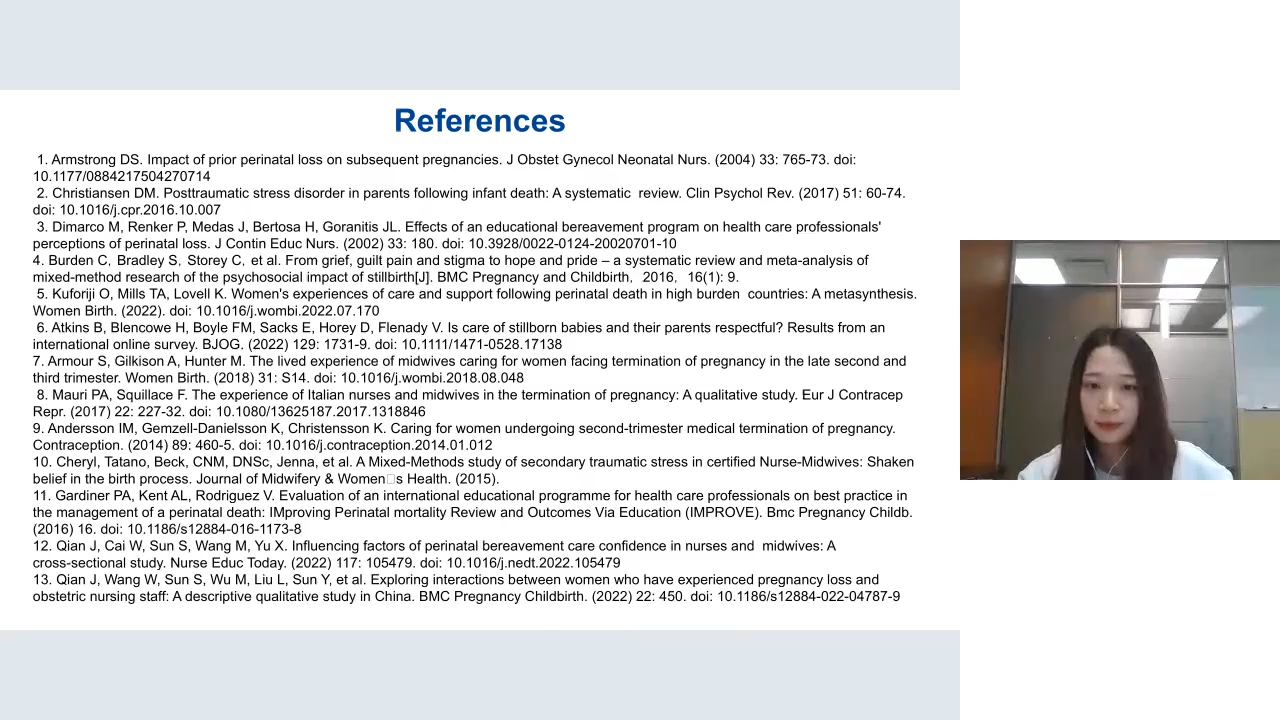 References
1. Armstrong DS. Impact of prior perinatal loss on subsequent pregnancies. J Obstet Gynecol Neonatal Nurs. (2004) 33: 765-73. doi:
10.1177/0884217504270714
2. Christiansen DM. Posttraumatic stress disorder in parents following infant death: A systematic  review. Clin Psychol Rev. (2017) 51: 60-74.
doi: 10.1016/j.cpr.2016.10.007
3. Dimarco M, Renker P, Medas J, Bertosa H, Goranitis JL. Effects of an educational bereavement program on health care professionals'
perceptions of perinatal loss. J Contin Educ Nurs. (2002) 33: 180. doi: 10.3928/0022-0124-20020701-10
4. Burden C, Bradley S, Storey C, et al. From grief, guilt pain and stigma to hope and pride – a systematic review and meta-analysis of
mixed-method research of the psychosocial impact of stillbirth[J]. BMC Pregnancy and Childbirth, 2016, 16(1): 9.
5. Kuforiji O, Mills TA, Lovell K. Women's experiences of care and support following perinatal death in high burden  countries: A metasynthesis.
Women Birth. (2022). doi: 10.1016/j.wombi.2022.07.170
6. Atkins B, Blencowe H, Boyle FM, Sacks E, Horey D, Flenady V. Is care of stillborn babies and their parents respectful? Results from an
international online survey. BJOG. (2022) 129: 1731-9. doi: 10.1111/1471-0528.17138
7. Armour S, Gilkison A, Hunter M. The lived experience of midwives caring for women facing termination of pregnancy in the late second and
third trimester. Women Birth. (2018) 31: S14. doi: 10.1016/j.wombi.2018.08.048
8. Mauri PA, Squillace F. The experience of Italian nurses and midwives in the termination of pregnancy: A qualitative study. Eur J Contracep
Repr. (2017) 22: 227-32. doi: 10.1080/13625187.2017.1318846
9. Andersson IM, Gemzell-Danielsson K, Christensson K. Caring for women undergoing second-trimester medical termination of pregnancy.
Contraception. (2014) 89: 460-5. doi: 10.1016/j.contraception.2014.01.012
10. Cheryl, Tatano, Beck, CNM, DNSc, Jenna, et al. A Mixed-Methods study of secondary traumatic stress in certified Nurse-Midwives: Shaken
belief in the birth process. Journal of Midwifery & Women□s Health. (2015).
11. Gardiner PA, Kent AL, Rodriguez V. Evaluation of an international educational programme for health care professionals on best practice in
the management of a perinatal death: IMproving Perinatal mortality Review and Outcomes Via Education (IMPROVE). Bmc Pregnancy Childb.
(2016) 16. doi: 10.1186/s12884-016-1173-8
12. Qian J, Cai W, Sun S, Wang M, Yu X. Influencing factors of perinatal bereavement care confidence in nurses and  midwives: A
cross-sectional study. Nurse Educ Today. (2022) 117: 105479. doi: 10.1016/j.nedt.2022.105479
13. Qian J, Wang W, Sun S, Wu M, Liu L, Sun Y, et al. Exploring interactions between women who have experienced pregnancy loss and
obstetric nursing staff: A descriptive qualitative study in China. BMC Pregnancy Childbirth. (2022) 22: 450. doi: 10.1186/s12884-022-04787-9